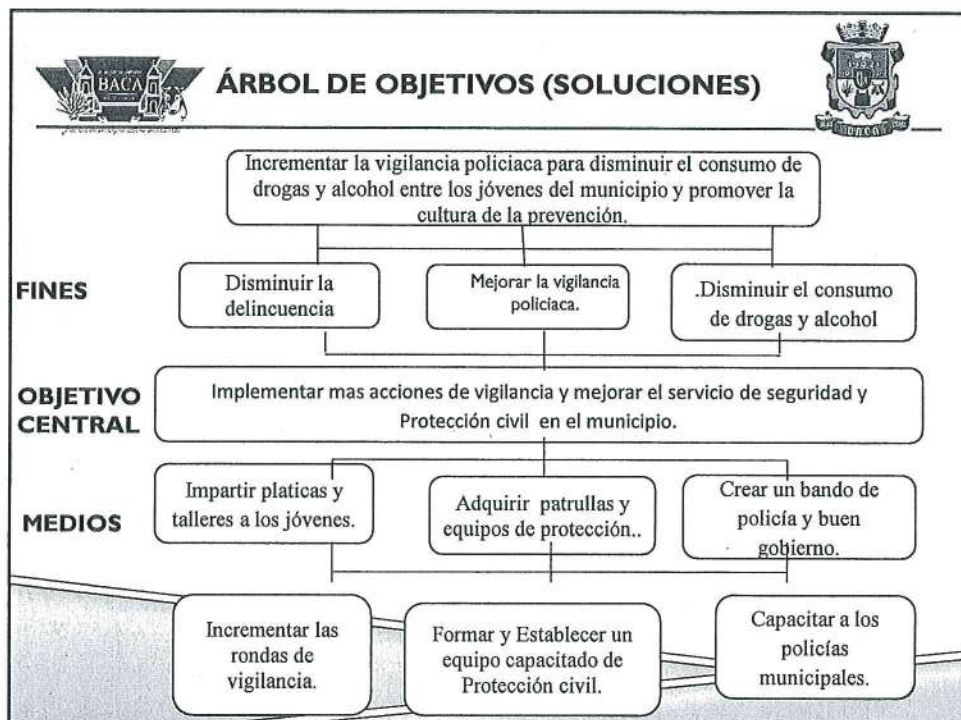 BACA
ÁRBOL DE OBJETIVOS (SOLUCIONES)
BACA
Incrementar la vigilancia policiaca para disminuir el consumo de
drogas y alcohol entre los jóvenes del municipio y promover la
cultura de la prevención.
FINES
Disminuir la
delincuencia
Mejorar la vigilancia
policiaca.
.Disminuir el consumo
de drogas y alcohol
OBJETIVO
CENTRAL
Implementar mas acciones de vigilancia y mejorar el servicio de seguridad y
Protección civil en el municipio.
MEDIOS
Impartir platicas y
talleres a los jóvenes.
Adquirir patrullas y
equipos de protección..
Crear un bando de
policía y buen
gobierno.
Incrementar las
rondas de
vigilancia.
Formar y Establecer un
equipo capacitado de
Protección civil.
Capacitar a los
policías
municipales.